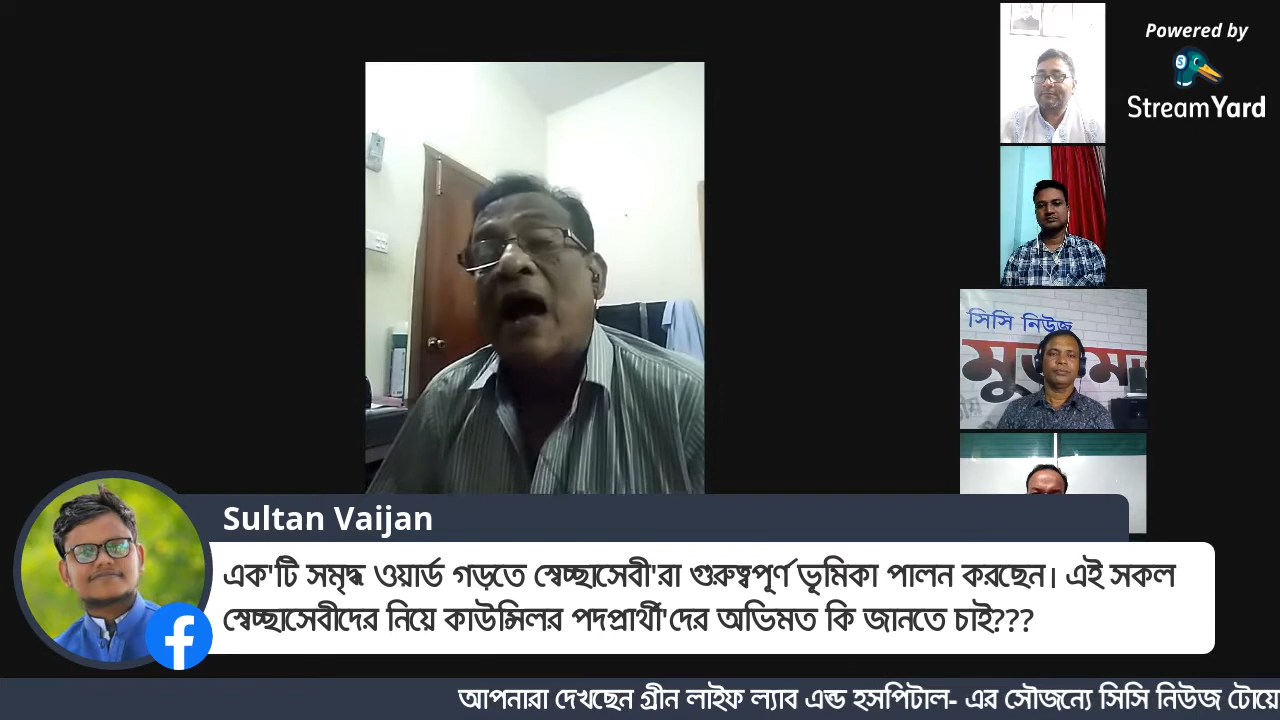 Powered by
StreamYard
সিসি নিউজ
Sultan Vaijan
এক'টি সমৃদ্ধ ওয়ার্ড গড়তে স্বেচ্ছাসেবী'রা গুরুত্বপূর্ণ ভূমিকা পালন করছেন। এই সকল
স্বেচ্ছাসেবীদের নিয়ে কাউন্সিলর পদপ্রার্থী'দের অভিমত কি জানতে চাই???
আপনারা দেখছেন গ্রীন লাইফ ল্যাব এন্ড হসপিটাল- এর সৌজন্যে সিসি নিউজ